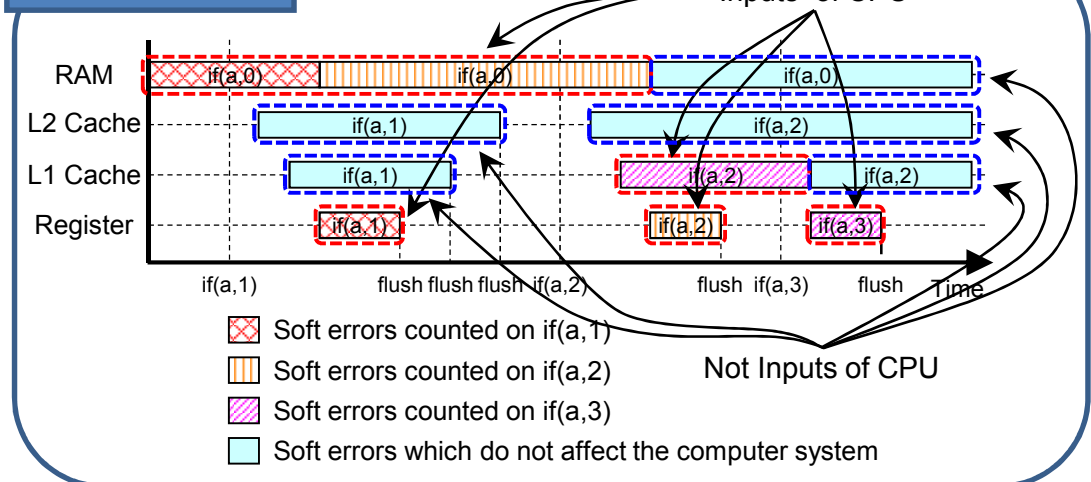 Inputs of CPU
RAM if(a,0) if(a,0) if(a,0)
L2 Cache if(a,1) if(a,2)
L1 Cache if(a,1) if(a,2) if(a,2)
Register if(a,1) if(a,2) if(a,3)
if(a,1) flush flush flush if(a,2) flush if(a,3) flush Time
Soft errors counted on if(a,1)
Soft errors counted on if(a,2)
Not Inputs of CPU
Soft errors counted on if(a,3)
Soft errors which do not affect the computer system